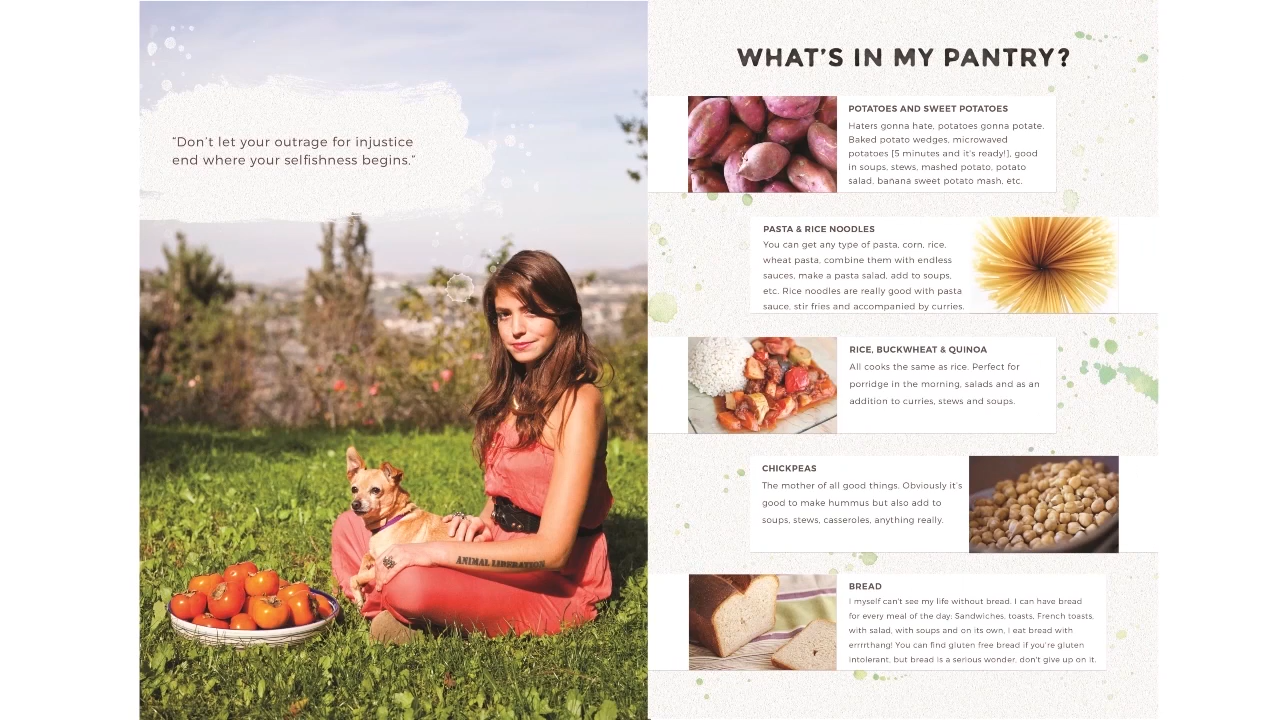 “Don’t let your outrage for injustice
end where your selfishness begins.”
ANIMAL LIBERATION
WHAT’S IN MY PANTRY?
POTATOES AND SWEET POTATOES
Haters gonna hate, potatoes gonna potate.
Baked potato wedges, microwaved
potatoes [5 minutes and it's ready!], good
in soups, stews, mashed potato, potato
salad, banana sweet potato mash, etc.
PASTA & RICE NOODLES
You can get any type of pasta, corn, rice,
wheat pasta, combine them with endless
sauces, make a pasta salad, add to soups,
etc. Rice noodles are really good with pasta
sauce, stir fries and accompanied by curries.
RICE, BUCKWHEAT & QUINOA
All cooks the same as rice. Perfect for
porridge in the morning, salads and as an
addition to curries, stews and soups.
CHICKPEAS
The mother of all good things. Obviously it's
good to make hummus but also add to
soups, stews, casseroles, anything really.
BREAD
I myself can't see my life without bread. I can have bread
for every meal of the day: Sandwiches, toasts, French toasts,
with salad, with soups and on its own, I eat bread with
errrrthang! You can find gluten free bread if you're gluten
intolerant, but bread is a serious wonder, don't give up on it.